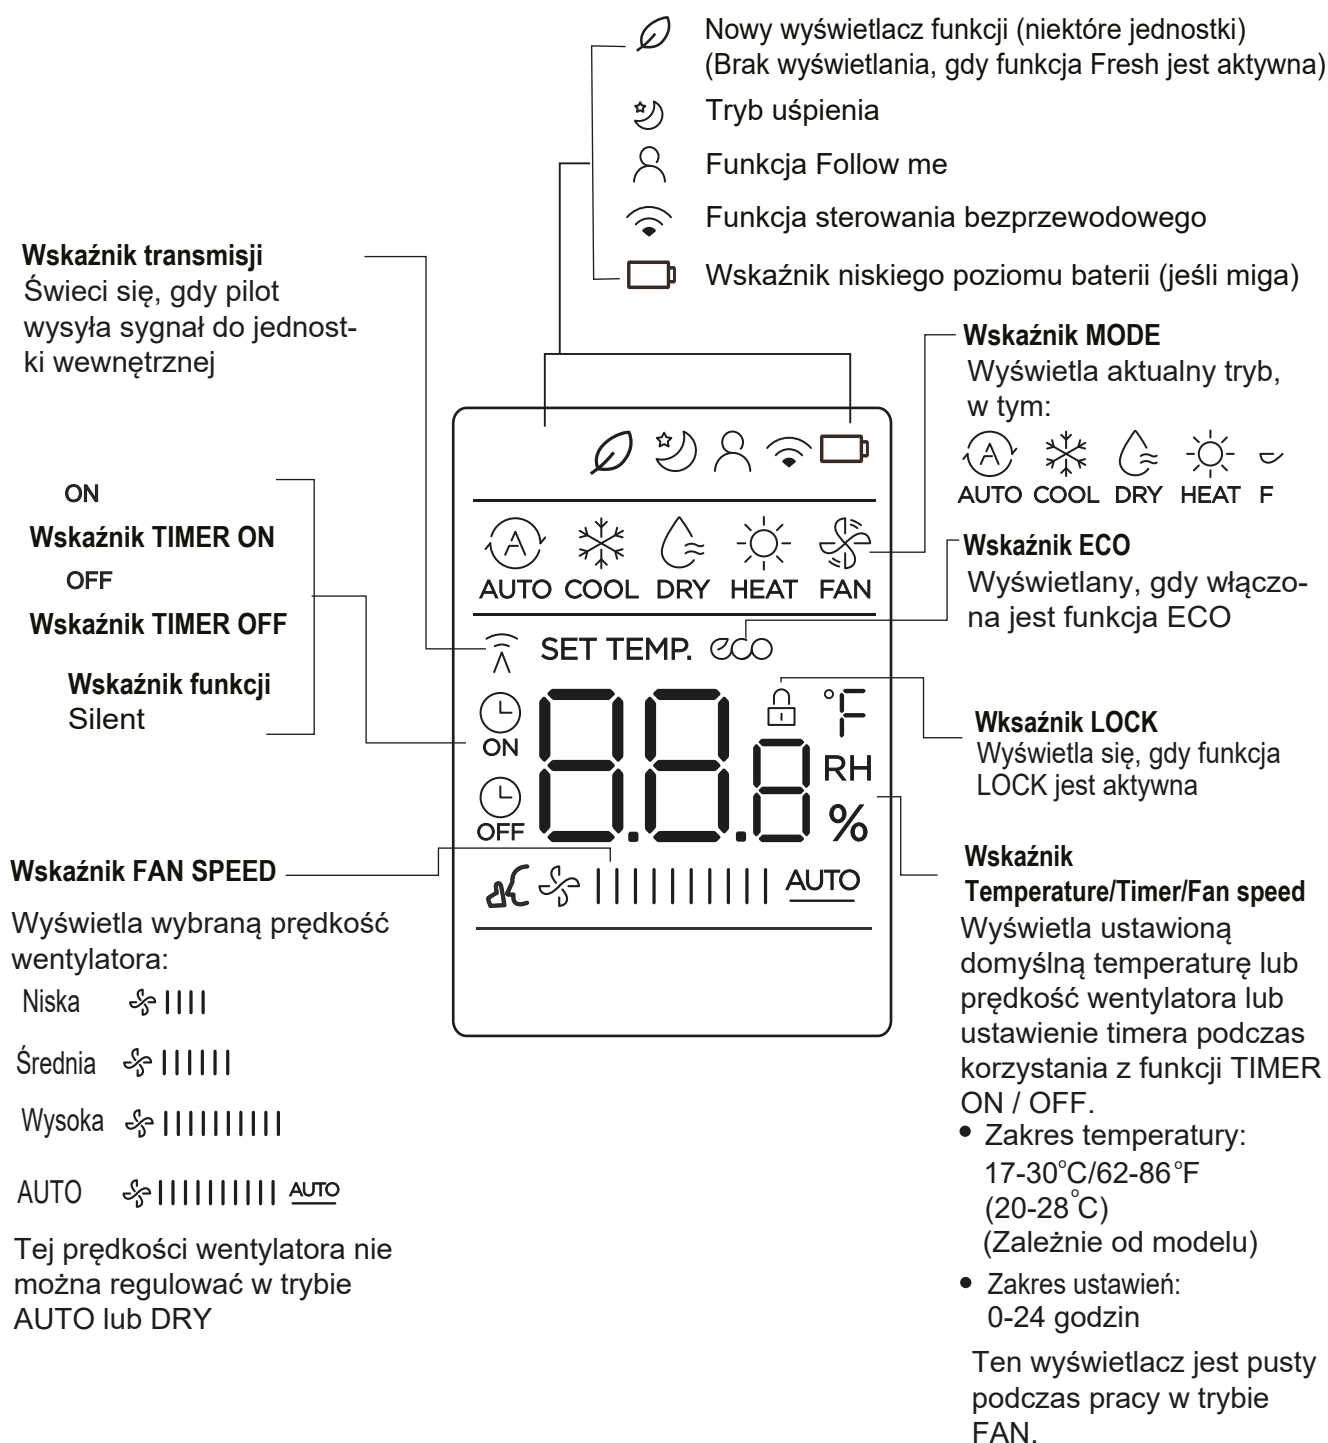 Nowy wyświetlacz funkcji (niektóre jednostki)
(Brak wyświetlania, gdy funkcja Fresh jest aktywna)
Tryb uśpienia
Funkcja Follow me
Funkcja sterowania bezprzewodowego
Wskaźnik niskiego poziomu baterii (jeśli miga)
Wskaźnik transmisji
Świeci się, gdy pilot
wysyła sygnał do jednost-
ki wewnętrznej
ON
Wskaźnik TIMER ON
OFF
Wskaźnik TIMER OFF
Wskaźnik funkcji
Silent
Wskaźnik FAN SPEED
Wyświetla wybraną prędkość
wentylatora:
Niska
Średnia
Wysoka
AUTO AUTO
Tej prędkości wentylatora nie
można regulować w trybie
AUTO lub DRY
A
AUTO COOL DRY HEAT FAN
SET TEMP. eco
ON
OFF
88.8.
°F
RH
%
AUTO
Wskaźnik MODE
Wyświetla aktualny tryb,
w tym:
A
AUTO COOL DRY HEAT F
Wskaźnik ECO
Wyświetlany, gdy włączo-
na jest funkcja ECO
Wksaźnik LOCK
Wyświetla się, gdy funkcja
LOCK jest aktywna
Wskaźnik
Temperature/Timer/Fan speed
Wyświetla ustawioną
domyślną temperaturę lub
prędkość wentylatora lub
ustawienie timera podczas
korzystania z funkcji TIMER
ON / OFF.
• Zakres temperatury:
17-30°C/62-86°F
(20-28°C)
(Zależnie od modelu)
• Zakres ustawień:
0-24 godzin
Ten wyświetlacz jest pusty
podczas pracy w trybie
FAN.